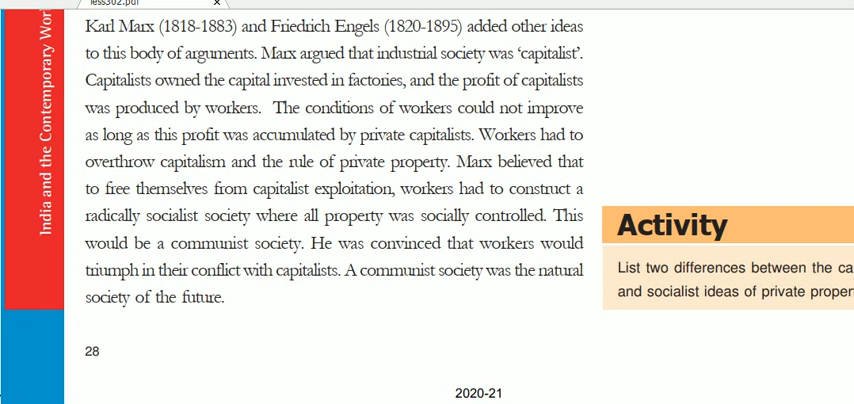 less302.pdf
x
India and the Contemporary
Karl Marx (1818-1883) and Friedrich Engels (1820-1895) added other ideas
to this body of arguments. Marx argued that industrial society was ‘capitalist’.
Capitalists owned the capital invested in factories, and the profit of capitalists
was produced by workers. The conditions of workers could not improve
as long as this profit was accumulated by private capitalists. Workers had to
overthrow capitalism and the rule of private property. Marx believed that
to free themselves from capitalist exploitation, workers had to construct a
radically socialist society where all property was socially controlled. This
would be a communist society. He was convinced that workers would
triumph in their conflict with capitalists. A communist society was the natural
society of the future.
Activity
List two differences between the
and socialist ideas of private
28
2020-21